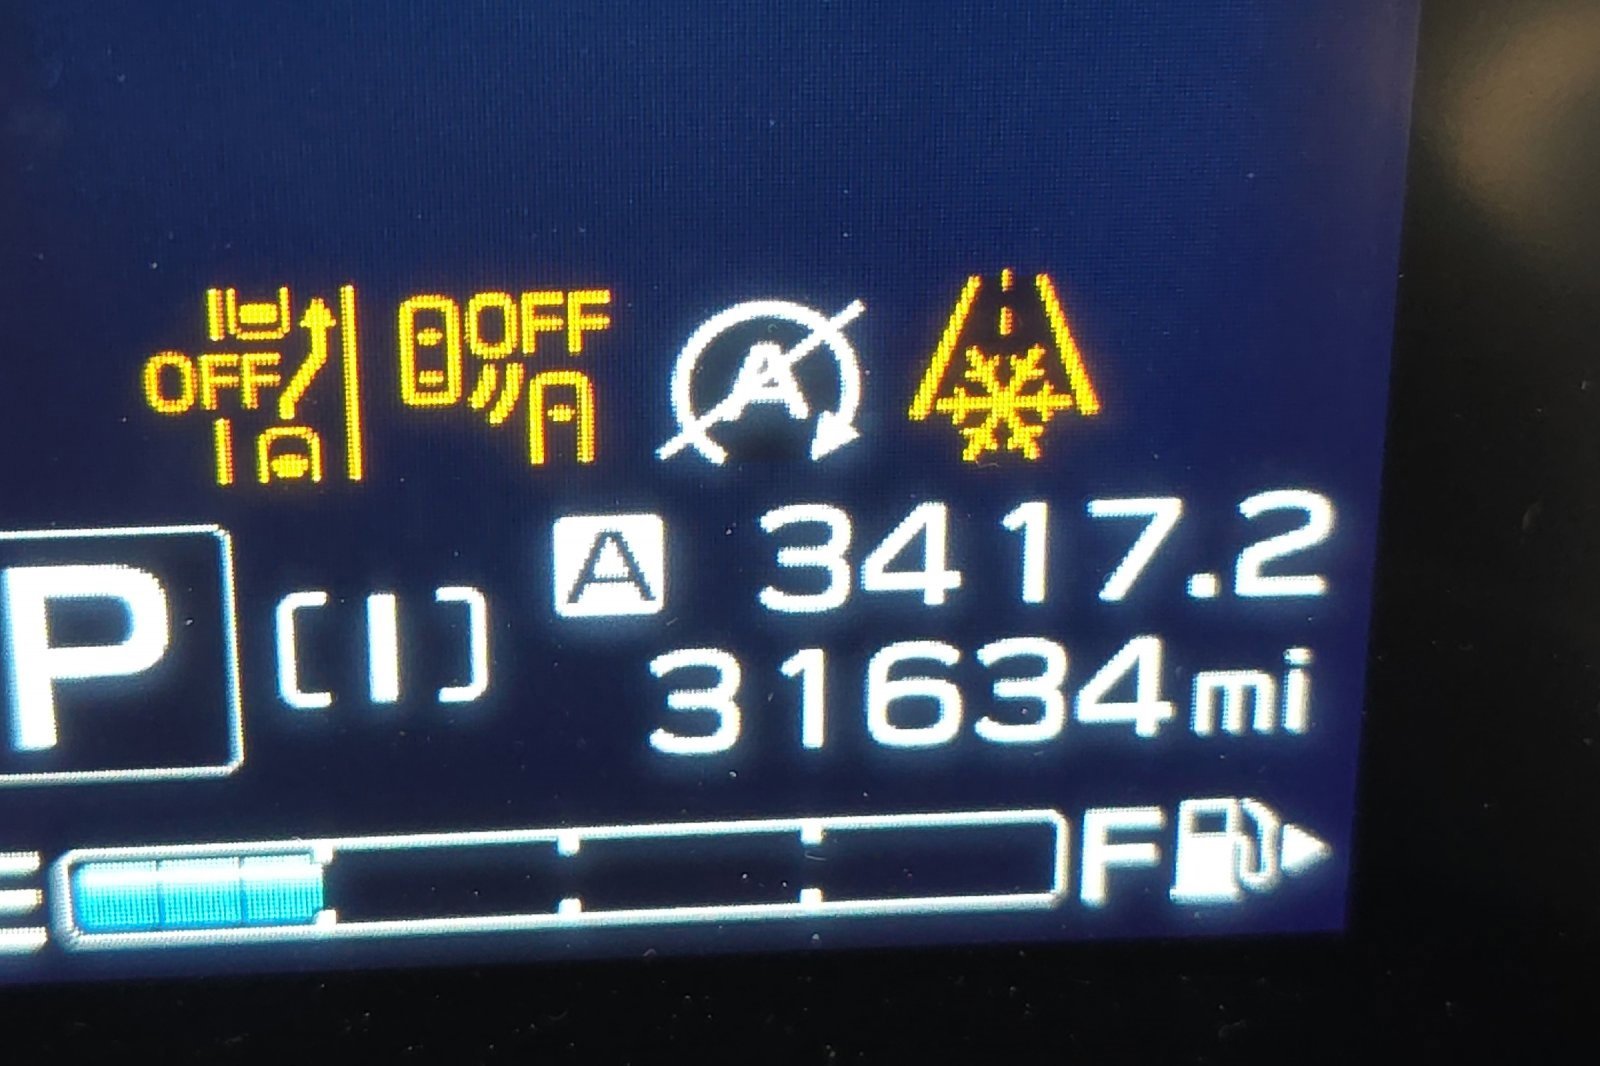 OFF
OFF
A
P [I] A 3417.2
31634mi
E F